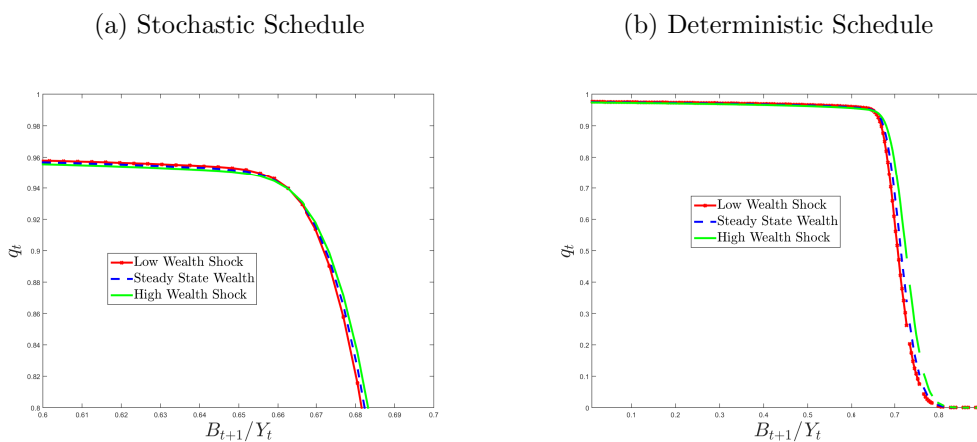 (a) Stochastic Schedule
(b) Deterministic Schedule
1
0.98
0.96
0.94
0.92
0.9
0.88
0.86
0.84
0.82
0.8
q_t
Low Wealth Shock
Steady State Wealth
High Wealth Shock
0.6 0.61 0.62 0.63 0.64 0.65 0.66 0.67 0.68 0.69 0.7
B_{t+1}/Y_t
1
0.9
0.8
0.7
0.6
0.5
0.4
0.3
0.2
0.1
0
q_t
Low Wealth Shock
Steady State Wealth
High Wealth Shock
0.1 0.2 0.3 0.4 0.5 0.6 0.7 0.8
B_{t+1}/Y_t